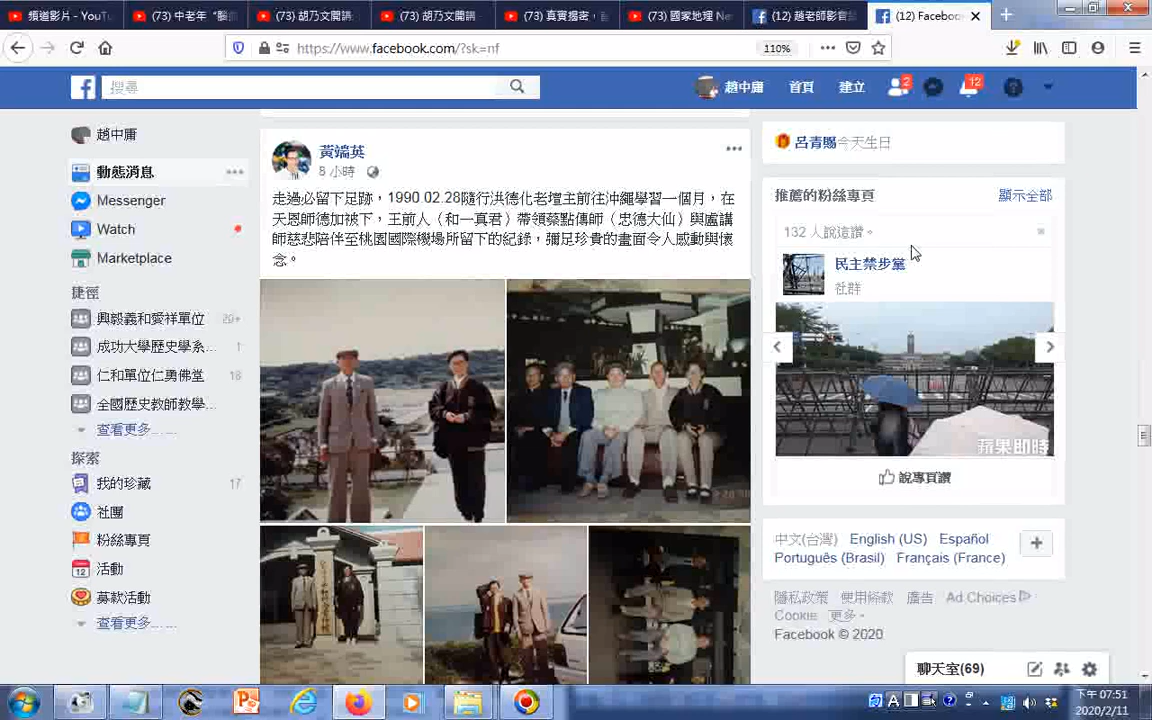 頻道影片 - YouT
(73) 中老年 “腦
(73) 胡乃文開講
(73) 胡乃文開講
(73) 真實揭密，
(73) 國家地理 Ne
(12) 趙老師影音
(12) Facebook
https://www.facebook.com/?sk=nf
110%
搜尋
趙中庸
首頁
建立
2
12
趙中庸
動態消息
Messenger
Watch
Marketplace
捷徑
興毅義和愛祥單位 20+
成功大學歷史學系... 1
仁和單位仁勇佛堂 16
全國歷史教師教學...
查看更多......
探索
我的珍藏 17
社團
粉絲專頁
活動
募款活動
查看更多......
8 小時
走過必留下足跡，1990.02.28隨行洪德化老壇主前往沖繩學習一個月，在
天恩師德加被下，王前人（和一真君）帶領蔡點傳師（忠德大仙）與盧講
師慈悲陪伴至桃園國際機場所留下的紀錄，彌足珍貴的畫面令人感動與懷
念。
今天生日
推薦的粉絲專頁 顯示全部
132 人說這讚。
民主禁步黨
社群
蘋果即時
說專頁讚
中文(台灣) English (US) Español
Português (Brasil) Français (France)
隱私政策 使用條款 廣告 Ad Choices
Cookie 更多
Facebook © 2020
聊天室(69)
下午 07:51
2020/2/11